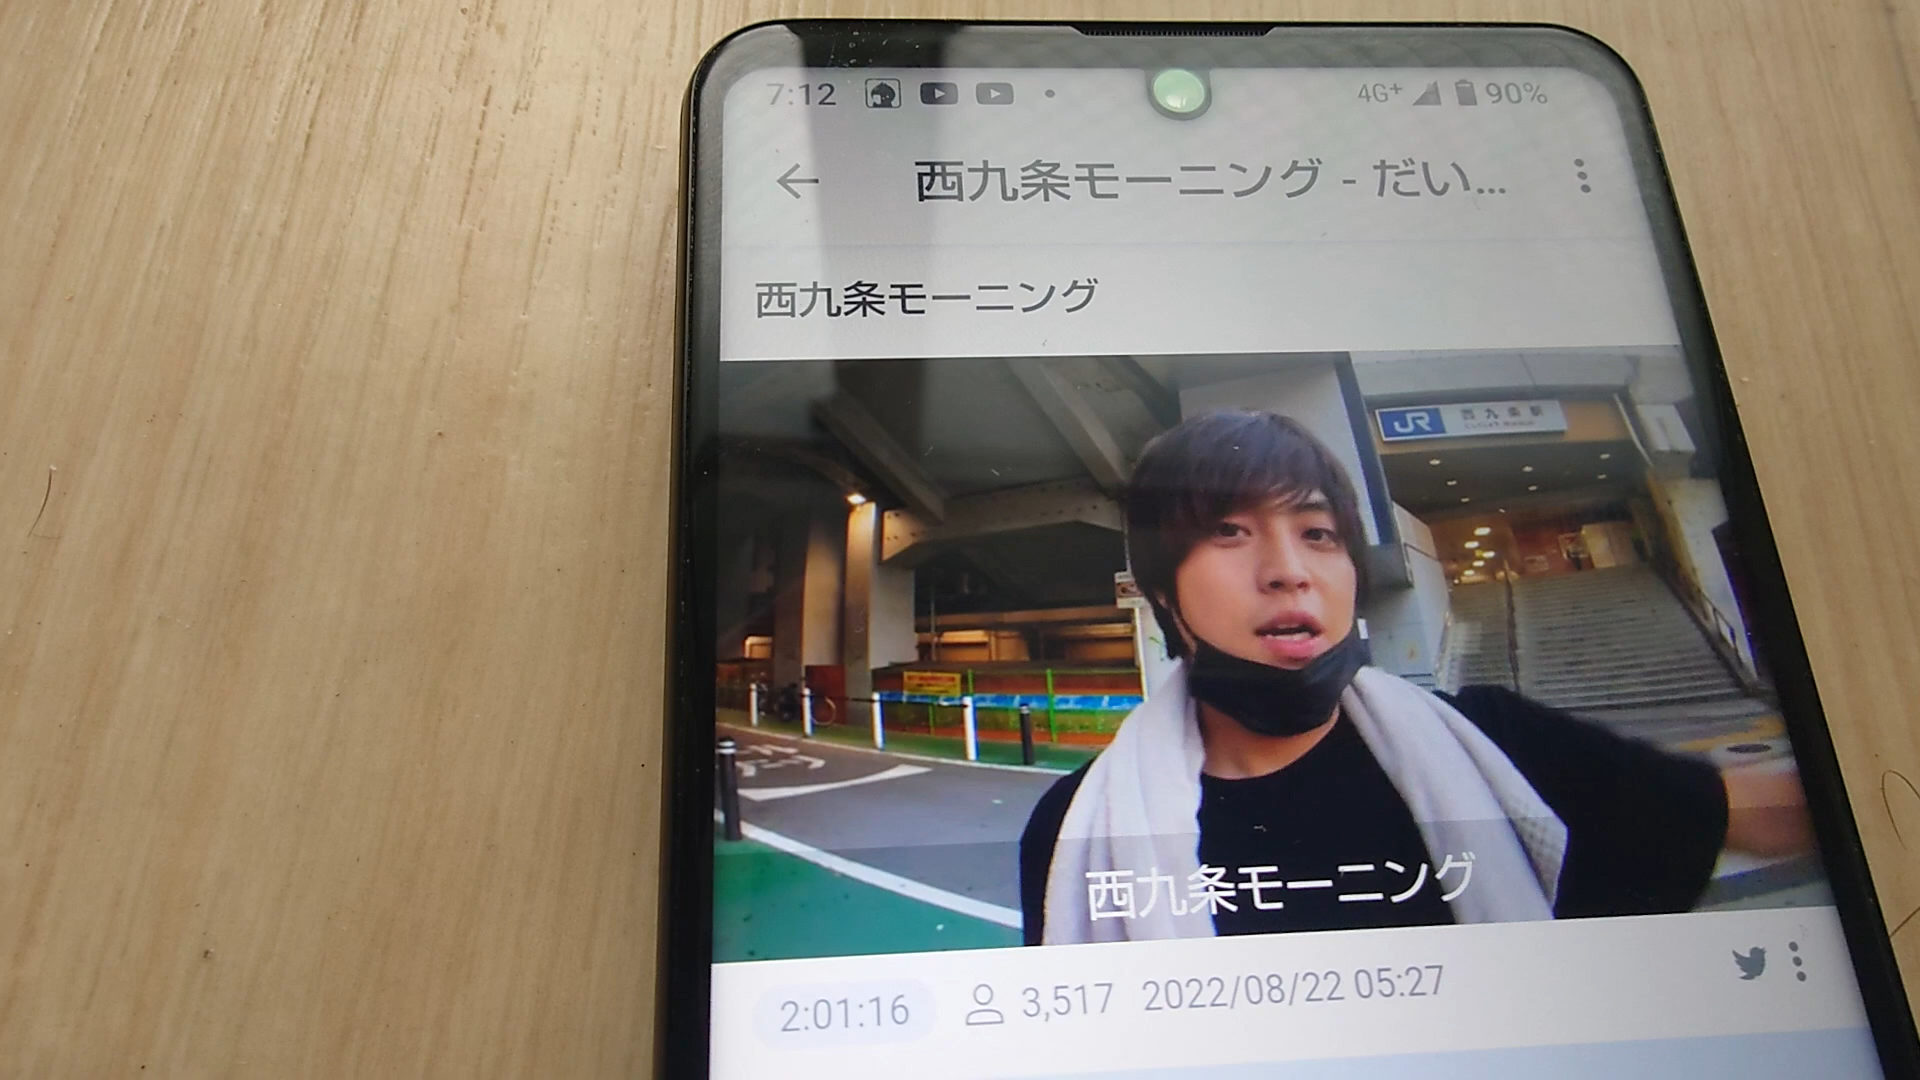 7:12
4G+ 90%
西九条モーニング - だい...
西九条モーニング
JR 西九条駅
西九条モーニング
2:01:16 3,517 2022/08/22 05:27